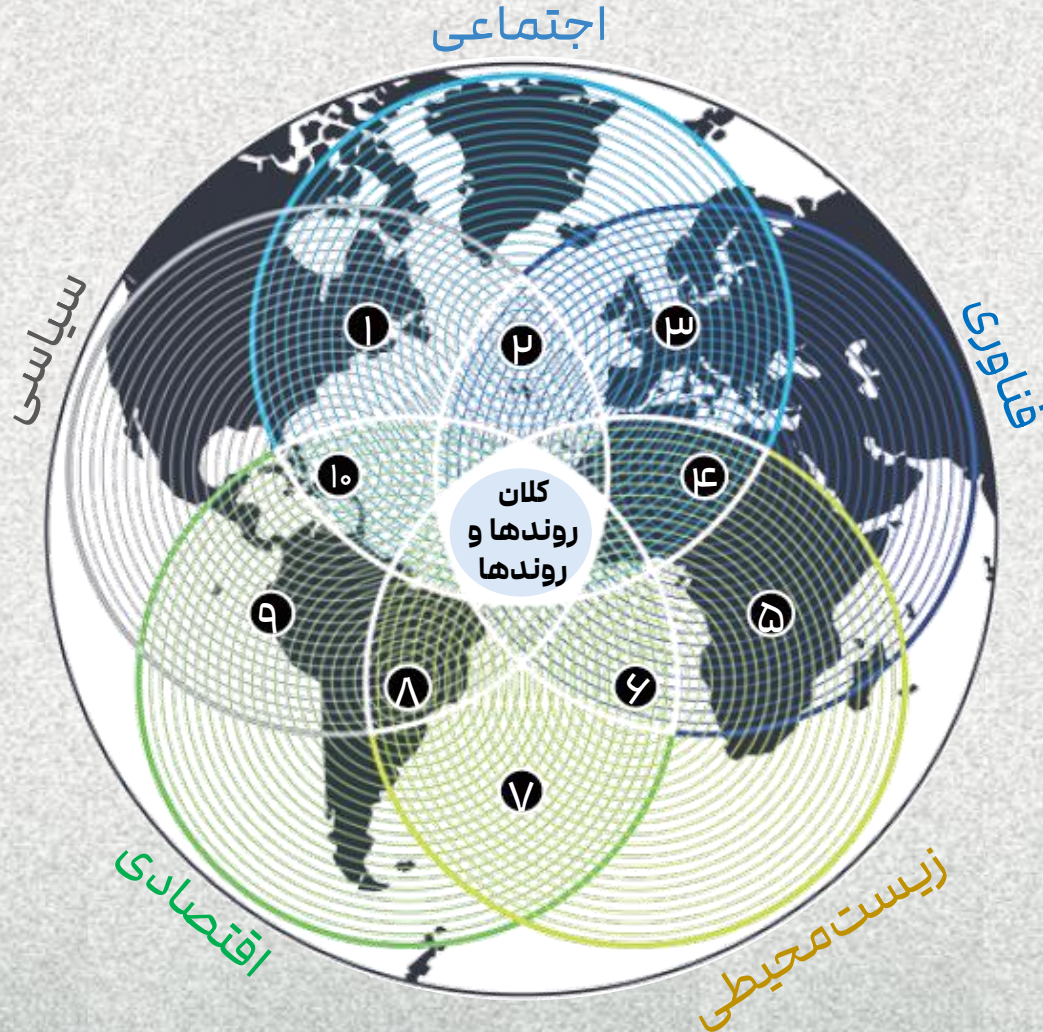 اجتماعی
سیاسی
فناوری
۱
۲
۳
۱۰
۴
کلان
روندها و
روندها
۹
۵
۸
۶
۷
اقتصادی
زیست‌محیطی